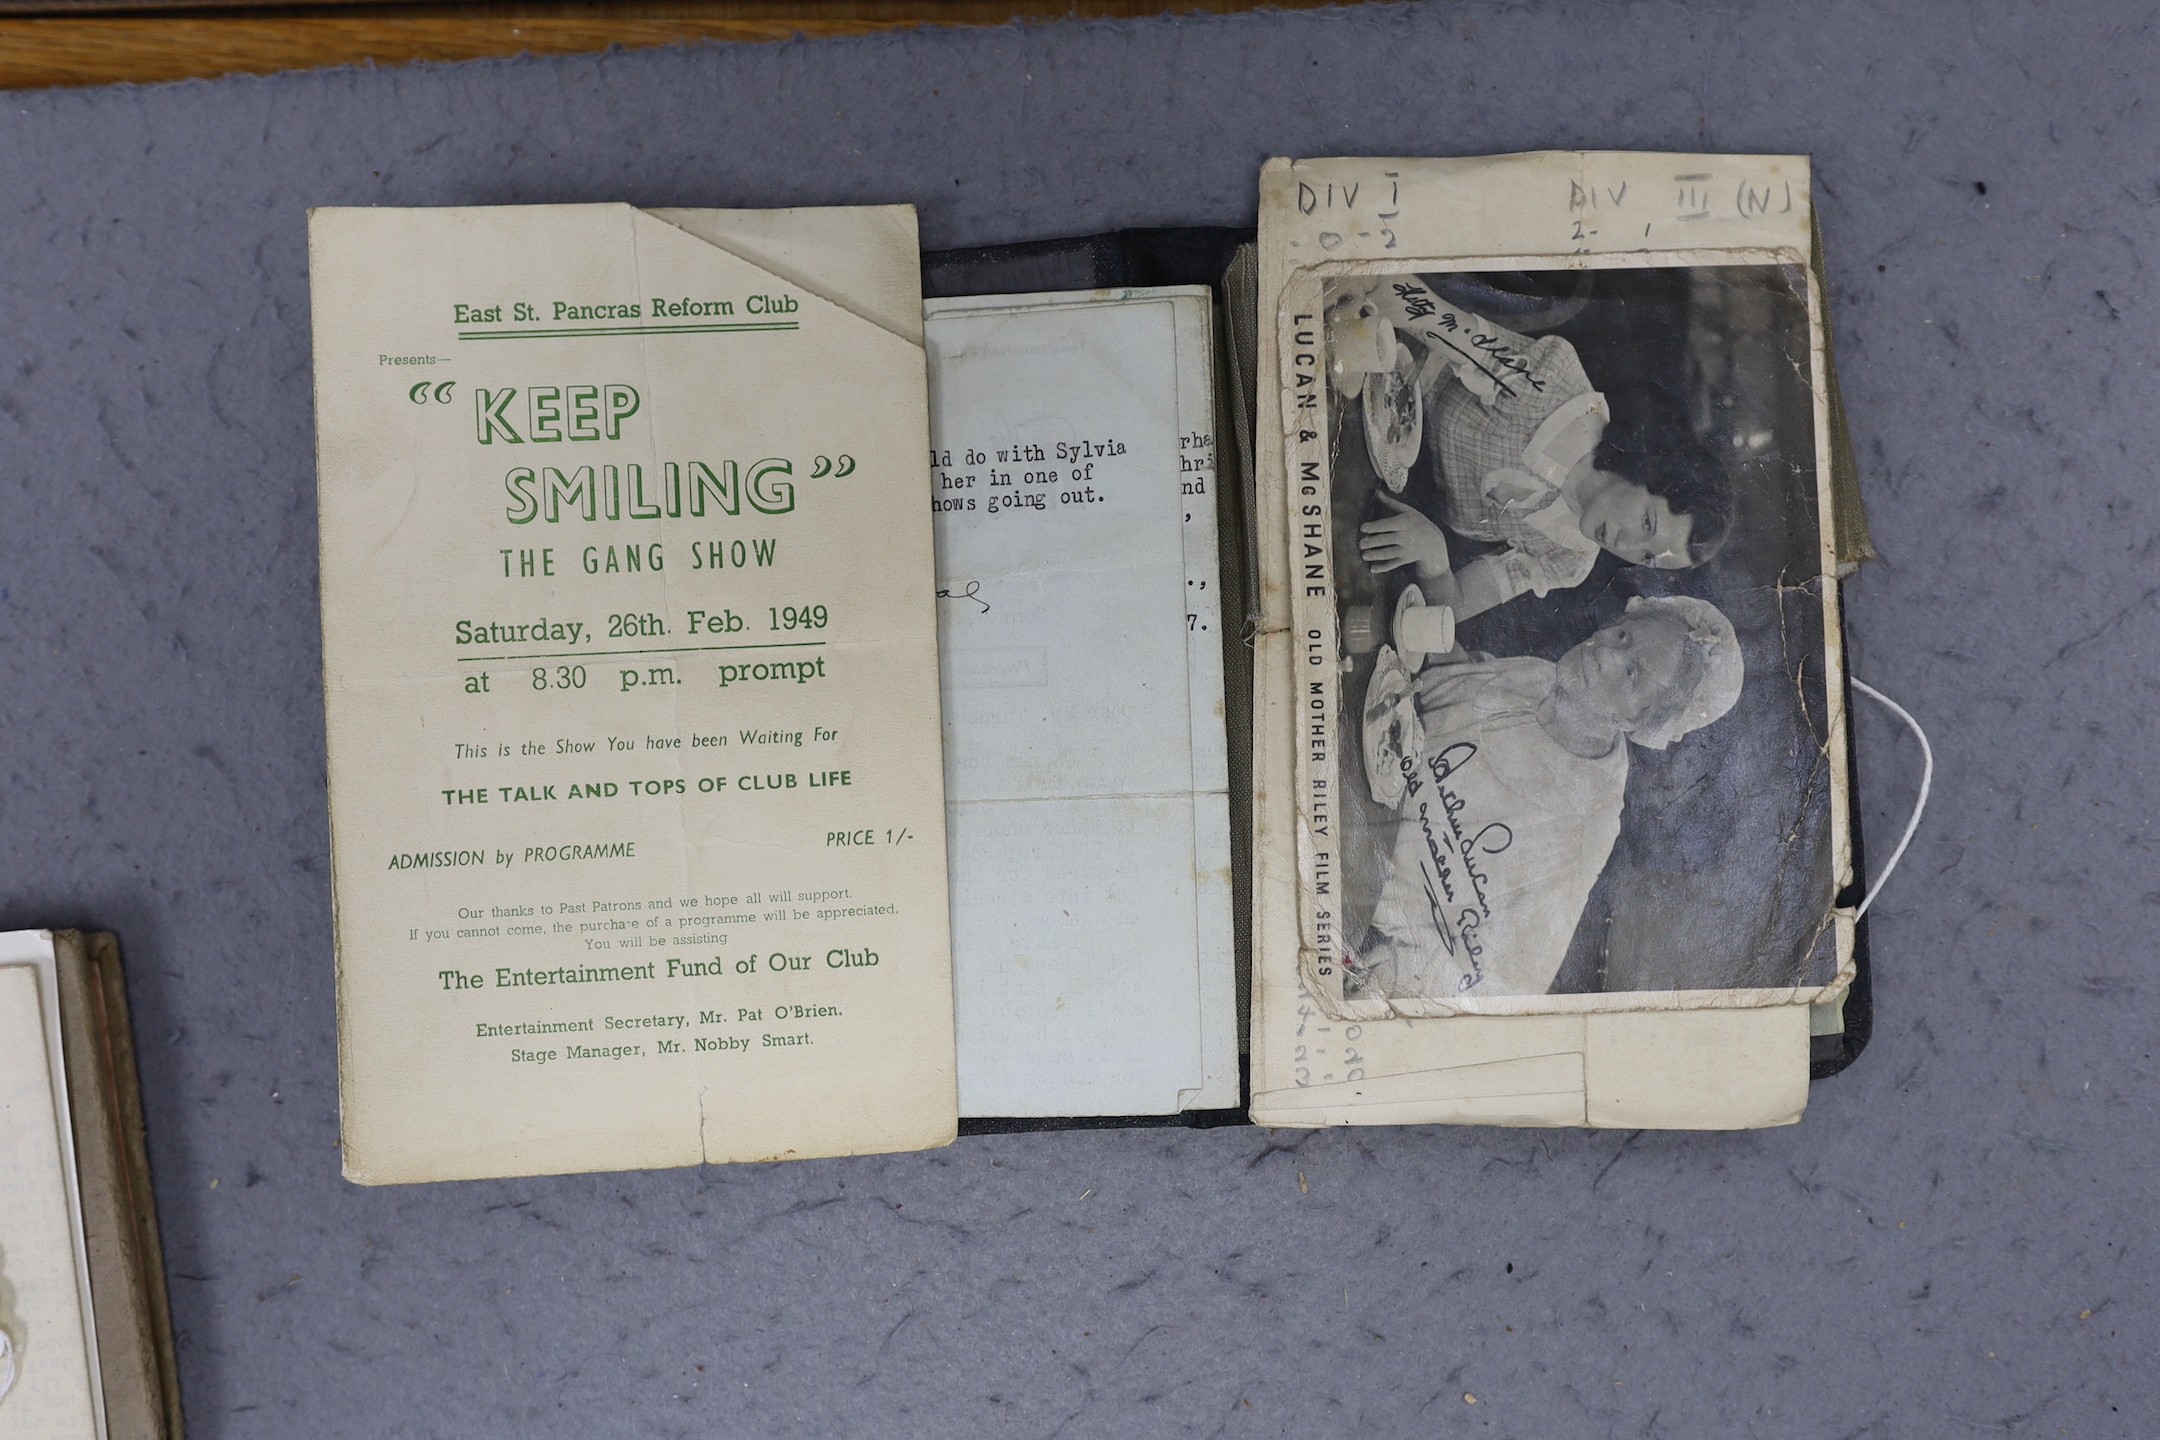 East St. Pancras Reform Club
Presents—
“KEEP
SMILING”
THE GANG SHOW
Saturday, 26th. Feb. 1949
at 8.30 p.m. prompt
This is the Show You have been Waiting For
THE TALK AND TOPS OF CLUB LIFE
ADMISSION by PROGRAMME PRICE 1/-
Our thanks to Past Patrons and we hope all will support.
If you cannot come, the purchase of a programme will be appreciated.
You will be assisting
The Entertainment Fund of Our Club
Entertainment Secretary, Mr. Pat O'Brien.
Stage Manager, Mr. Nobby Smart.
ld do with Sylvia
her in one of
hows going out.
rha
hri
nd
,
.,
7.
DIV I DIV III (N)
LUCAN & McSHANE OLD MOTHER RILEY FILM SERIES
Arthur Lucan
Old mother Riley